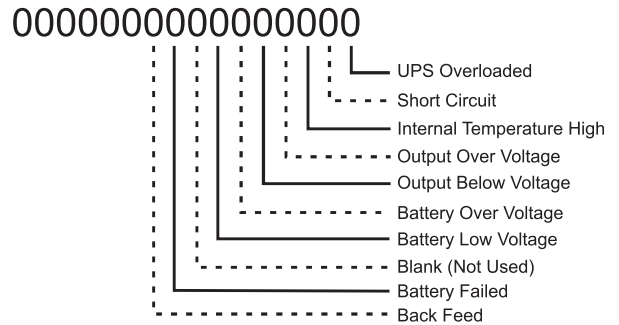 0000000000000000
UPS Overloaded
Short Circuit
Internal Temperature High
Output Over Voltage
Output Below Voltage
Battery Over Voltage
Battery Low Voltage
Blank (Not Used)
Battery Failed
Back Feed